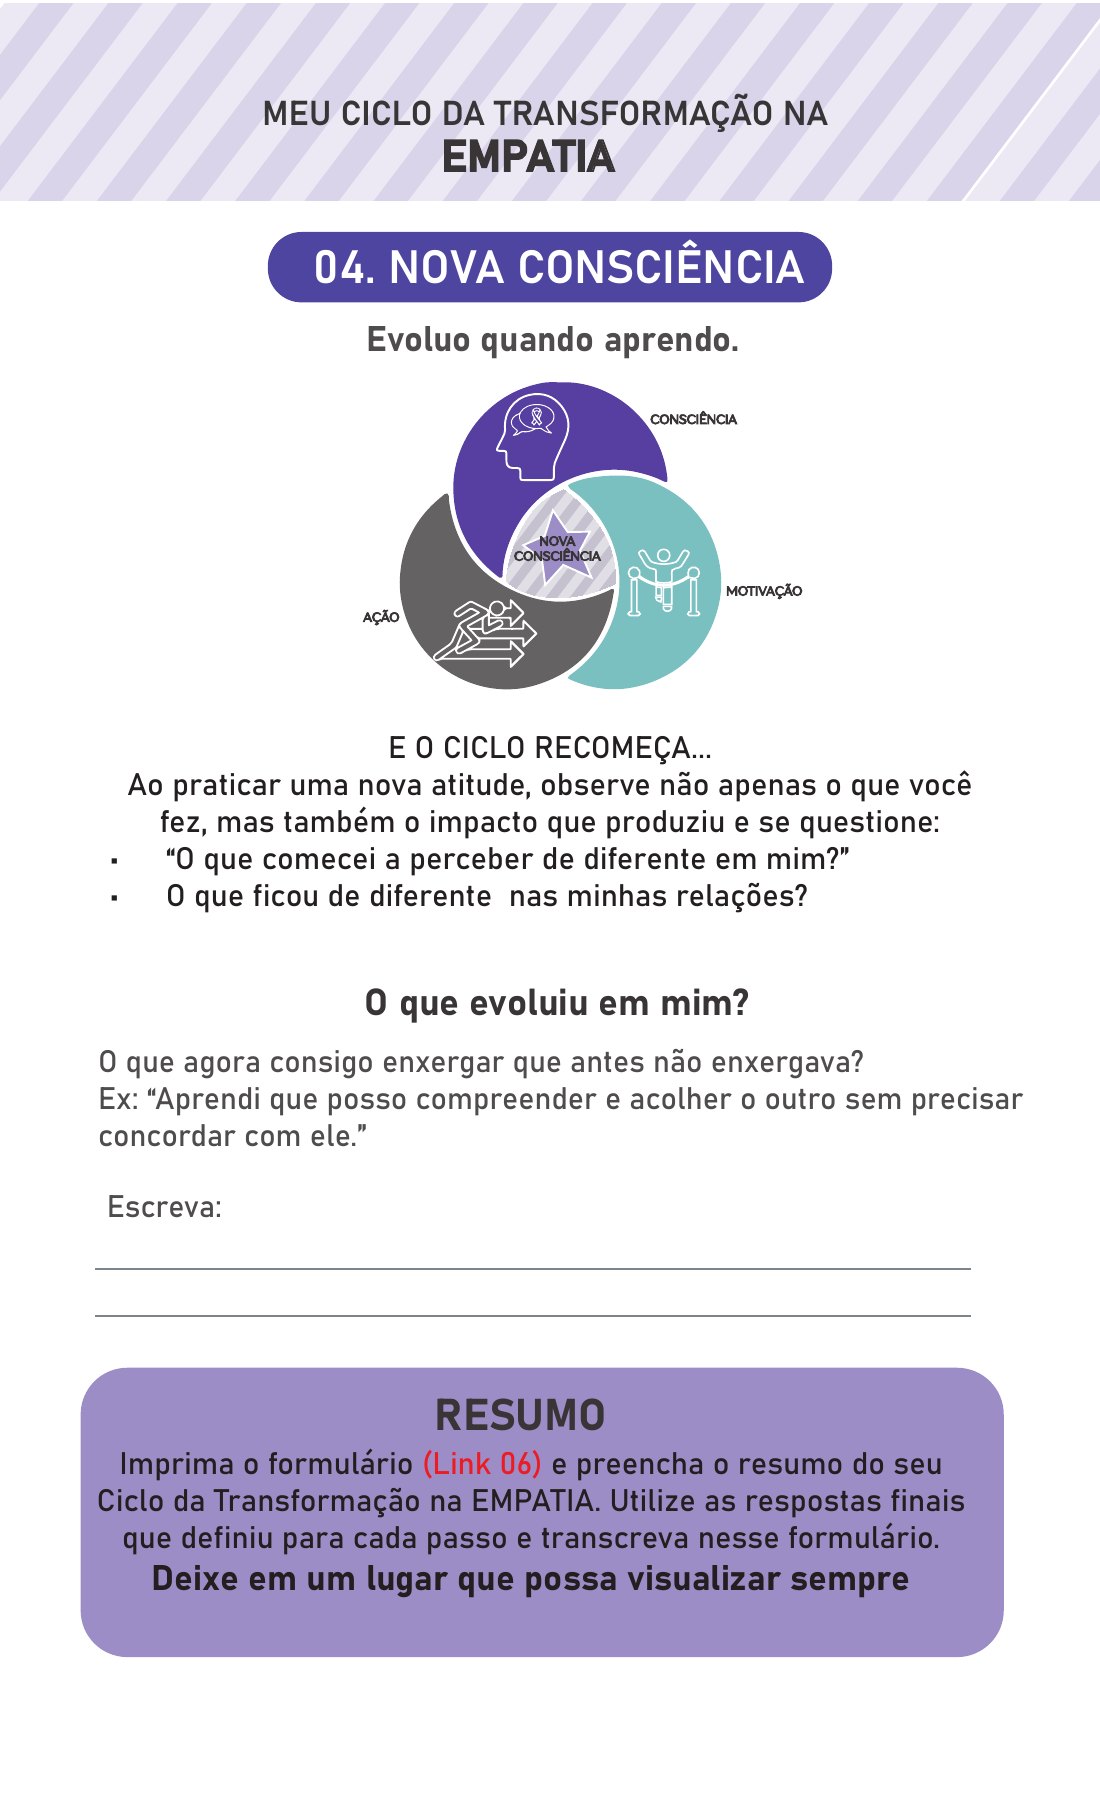 MEU CICLO DA TRANSFORMAÇÃO NA
EMPATIA
04. NOVA CONSCIÊNCIA
Evoluo quando aprendo.
CONSCIÊNCIA
NOVA
CONSCIÊNCIA
MOTIVAÇÃO
AÇÃO
E O CICLO RECOMEÇA...
Ao praticar uma nova atitude, observe não apenas o que você
fez, mas também o impacto que produziu e se questione:
▪ “O que comecei a perceber de diferente em mim?”
▪ O que ficou de diferente  nas minhas relações?
O que evoluiu em mim?
O que agora consigo enxergar que antes não enxergava?
Ex: “Aprendi que posso compreender e acolher o outro sem precisar
concordar com ele.”
Escreva:
RESUMO
Imprima o formulário (Link 06) e preencha o resumo do seu
Ciclo da Transformação na EMPATIA. Utilize as respostas finais
que definiu para cada passo e transcreva nesse formulário.
Deixe em um lugar que possa visualizar sempre